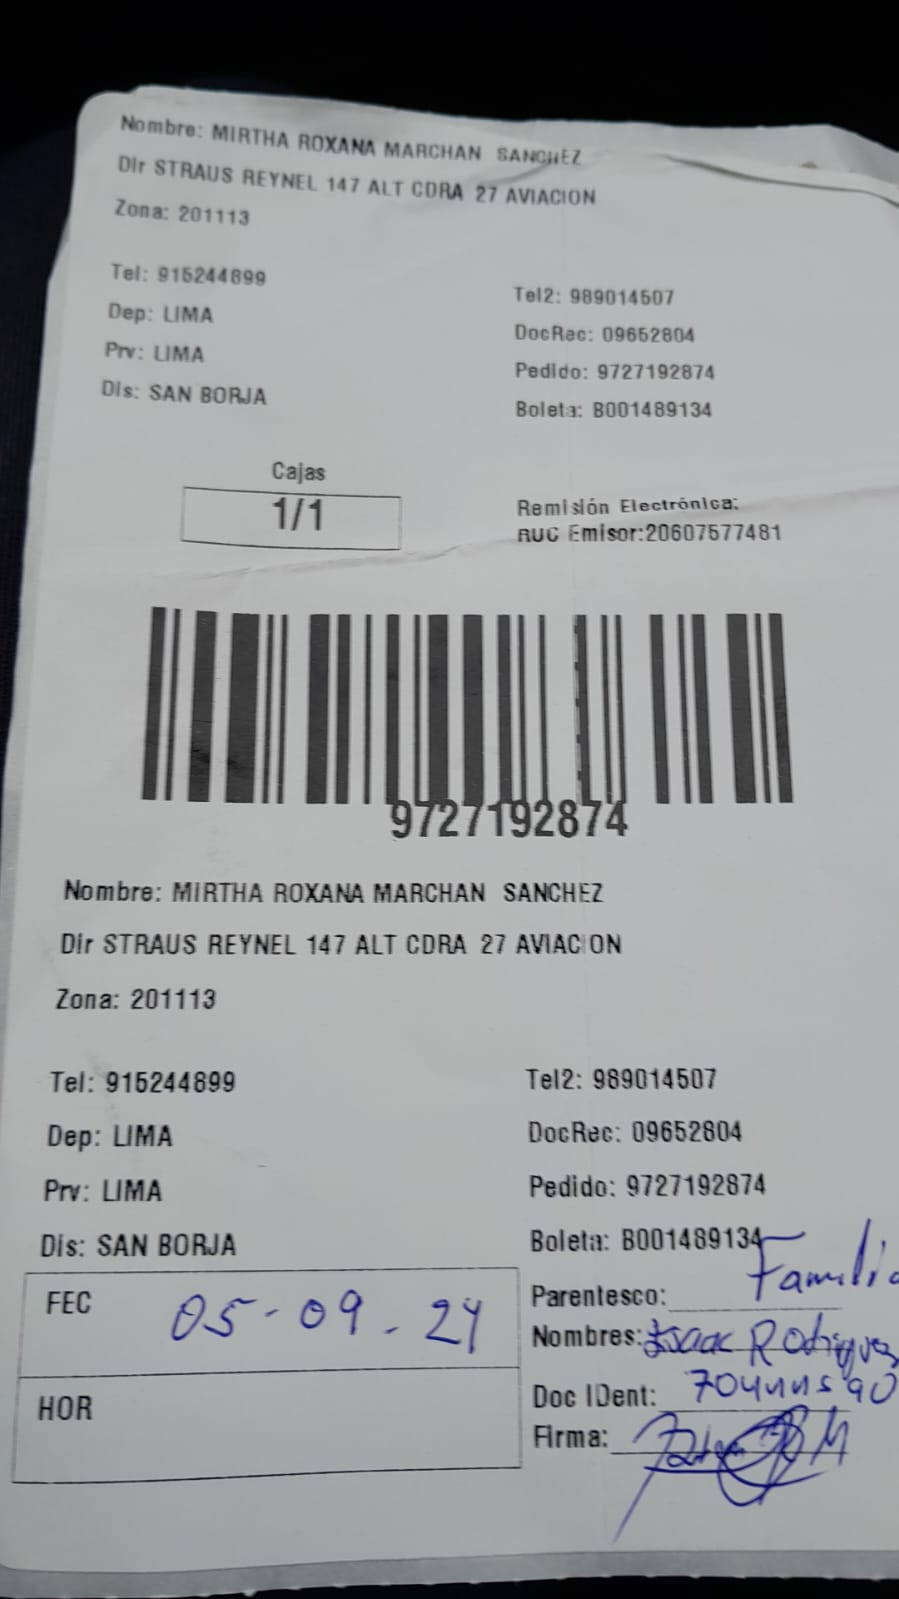 Nombre: MIRTHA ROXANA MARCHAN SANCHEZ
Dir STRAUS REYNEL 147 ALT CDRA 27 AVIACION
Zona: 201113
Tel: 915244899
Tel2: 989014507
Dep: LIMA
DocRec: 09652804
Prv: LIMA
Pedido: 9727192874
Dis: SAN BORJA
Boleta: B001489134
Cajas
1/1
Remisión Electrónica:
RUC Emisor:20607577481
9727192874
Nombre: MIRTHA ROXANA MARCHAN SANCHEZ
Dir STRAUS REYNEL 147 ALT CDRA 27 AVIACION
Zona: 201113
Tel: 915244899
Tel2: 989014507
Dep: LIMA
DocRec: 09652804
Prv: LIMA
Pedido: 9727192874
Dis: SAN BORJA
Boleta: B001489134
FEC 05-09-24
Parentesco: Familia
Nombres: Isaac Rodriguez
HOR
Doc IDent:
Firma: